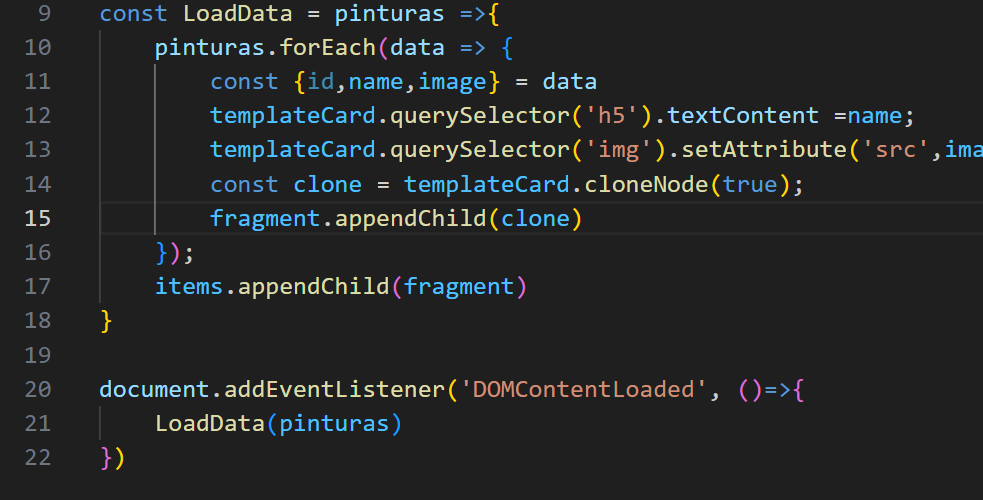 9 const LoadData = pinturas =>{
10 pinturas.forEach(data => {
11 const {id,name,image} = data
12 templateCard.querySelector('h5').textContent =name;
13 templateCard.querySelector('img').setAttribute('src',ima
14 const clone = templateCard.cloneNode(true);
15 fragment.appendChild(clone)
16 });
17 items.appendChild(fragment)
18 }
19
20 document.addEventListener('DOMContentLoaded', ()=>{
21 LoadData(pinturas)
22 })